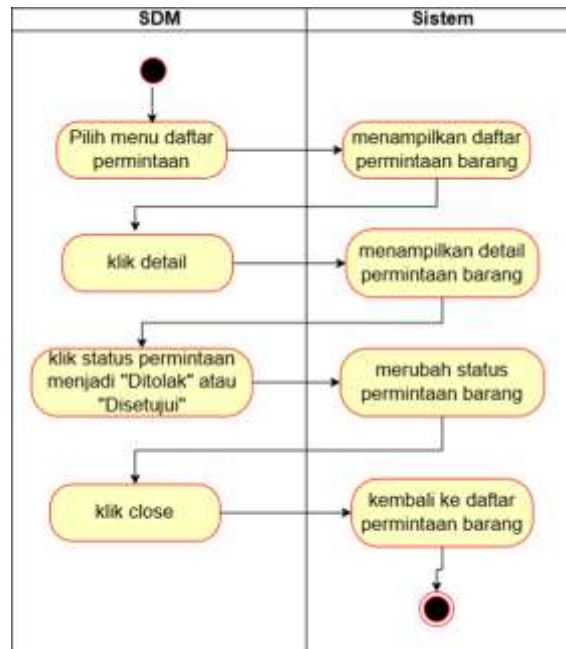 SDM
Sistem
Pilih menu daftar
permintaan
menampilkan daftar
permintaan barang
klik detail
menampilkan detail
permintaan barang
klik status permintaan
menjadi "Ditolak" atau
"Disetujui"
merubah status
permintaan barang
klik close
kembali ke daftar
permintaan barang